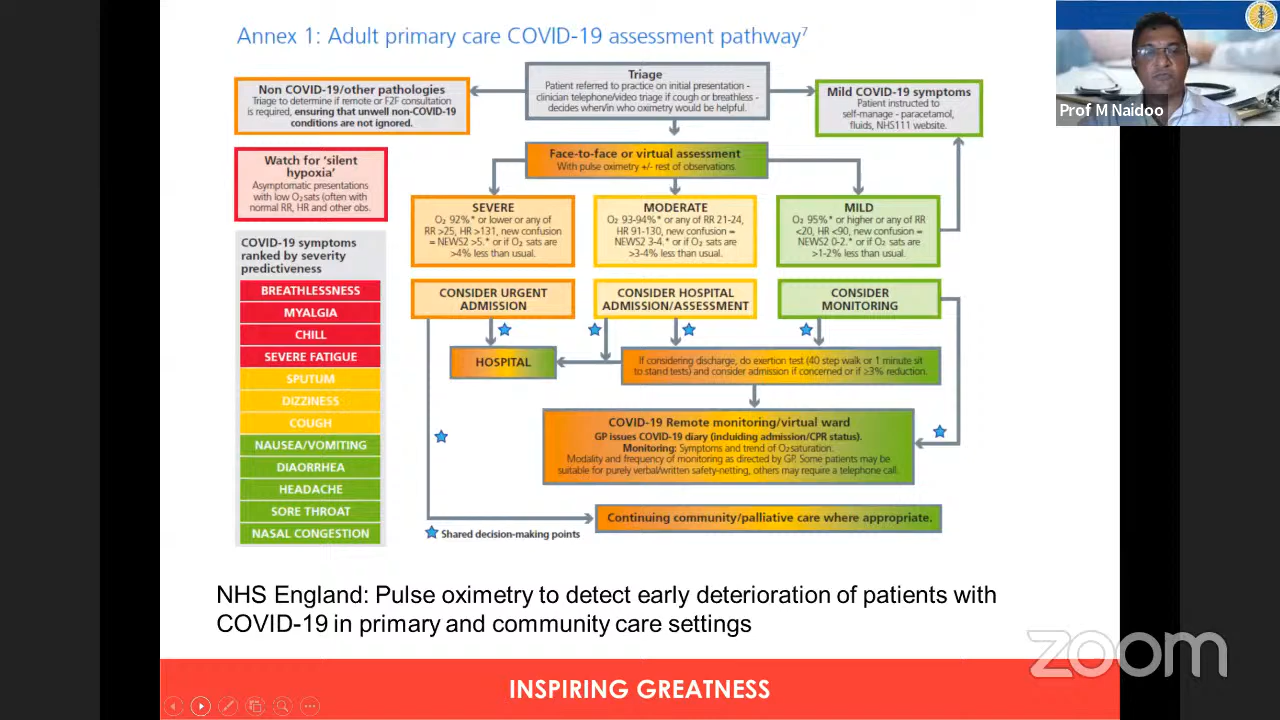 Annex 1: Adult primary care COVID-19 assessment pathway⁷
Prof M Naidoo
Triage
Patient referred to practice on initial presentation -
clinician telephone/video triage if cough or breathless -
decides when/in who oximetry would be helpful.
Non COVID-19/other pathologies
Triage to determine if remote or F2F consultation
is required, ensuring that unwell non-COVID-19
conditions are not ignored.
Mild COVID-19 symptoms
Patient instructed to
self-manage - paracetamol,
fluids, NHS111 website.
Face-to-face or virtual assessment
With pulse oximetry +/- rest of observations
Watch for 'silent
hypoxia'
Asymptomatic presentations
with low O₂ sats (often with
normal RR, HR and other obs.
SEVERE
O₂ 92%* or lower or any of
RR >25, HR >131, new confusion
= NEWS2 >5.* or if O₂ sats are
>4% less than usual.
MODERATE
O₂ 93-94%* or any of RR 21-24,
HR 91-130, new confusion =
NEWS2 3-4.* or if O₂ sats are
>3-4% less than usual.
MILD
O₂ 95%* or higher or any of RR
<20, HR <90, new confusion =
NEWS2 0-2.* or if O₂ sats are
>1-2% less than usual.
COVID-19 symptoms
ranked by severity
predictiveness
BREATHLESSNESS
MYALGIA
CHILL
SEVERE FATIGUE
SPUTUM
DIZZINESS
COUGH
NAUSEA/VOMITING
DIAORRHEA
HEADACHE
SORE THROAT
NASAL CONGESTION
CONSIDER URGENT
ADMISSION
CONSIDER HOSPITAL
ADMISSION/ASSESSMENT
CONSIDER
MONITORING
HOSPITAL
If considering discharge, do exertion test (40 step walk or 1 minute sit
to stand tests) and consider admission if concerned or if ≥3% reduction.
COVID-19 Remote monitoring/virtual ward
GP issues COVID-19 diary (including admission/CPR status).
Monitoring: Symptoms and trend of O₂ saturation.
Modality and frequency of monitoring as directed by GP. Some patients may be
suitable for purely verbal/written safety-netting, others may require a telephone call.
Continuing community/palliative care where appropriate.
Shared decision-making points
NHS England: Pulse oximetry to detect early deterioration of patients with
COVID-19 in primary and community care settings
zoom
INSPIRING GREATNESS